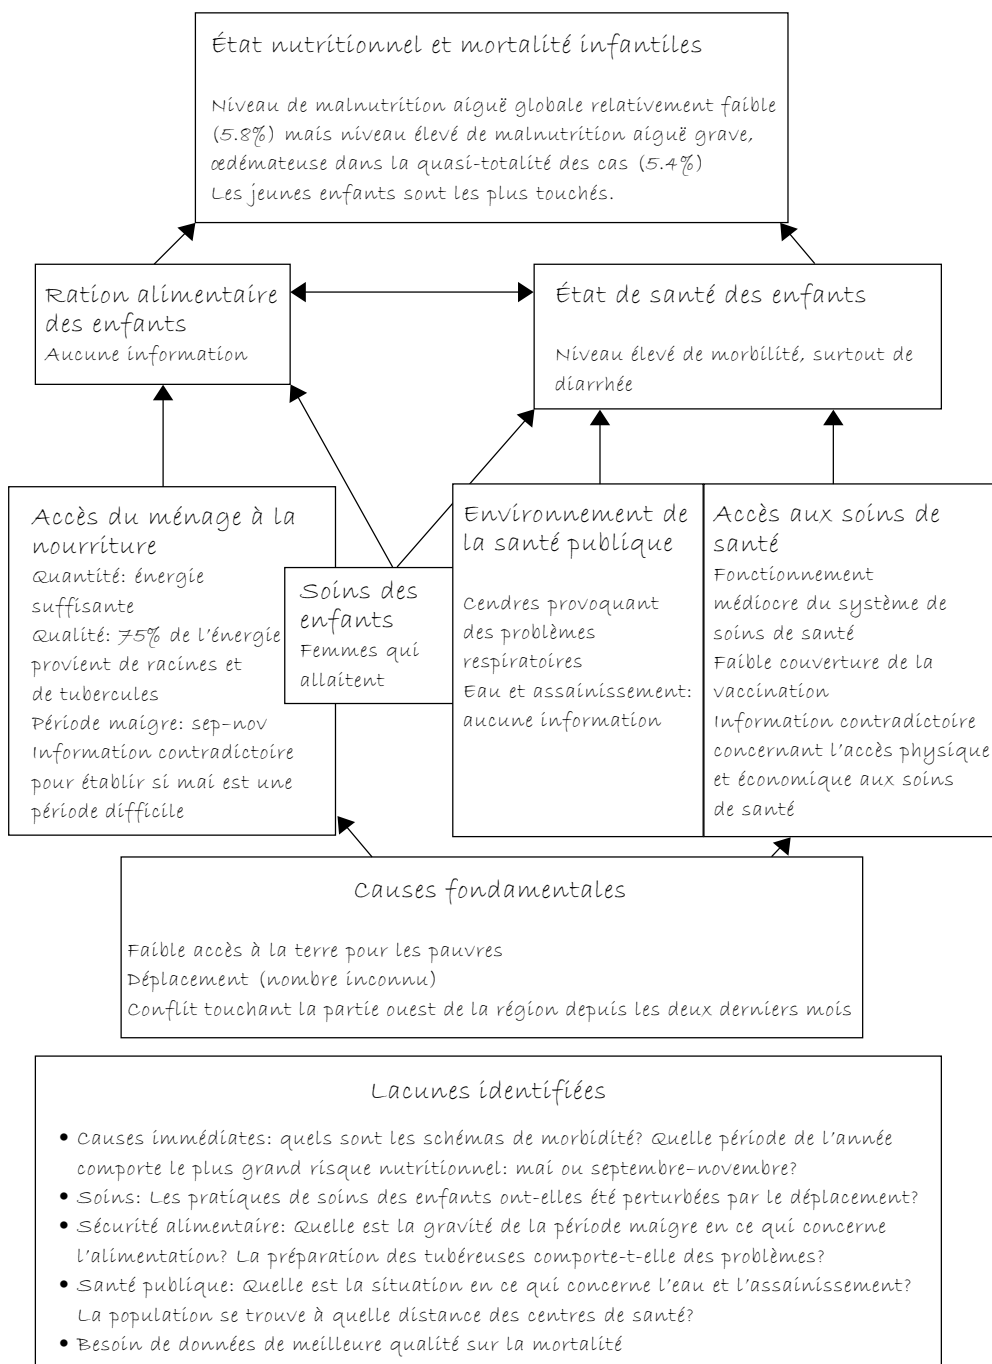 État nutritionnel et mortalité infantiles
Niveau de malnutrition aiguë globale relativement faible
(5.8%) mais niveau élevé de malnutrition aiguë grave,
œdémateuse dans la quasi-totalité des cas (5.4%)
Les jeunes enfants sont les plus touchés.
Ration alimentaire
des enfants
Aucune information
État de santé des enfants
Niveau élevé de morbilité, surtout de
diarrhée
Accès du ménage à la
nourriture
Quantité: énergie
suffisante
Qualité: 75% de l'énergie
provient de racines et
de tubercules
Période maigre: sep-nov
Information contradictoire
pour établir si mai est une
période difficile
Soins des
enfants
Femmes qui
allaitent
Environnement de
la santé publique
Cendres provoquant
des problèmes
respiratoires
Eau et assainissement:
aucune information
Accès aux soins de
santé
Fonctionnement
médiocre du système de
soins de santé
Faible couverture de la
vaccination
Information contradictoire
concernant l'accès physique
et économique aux soins
de santé
Causes fondamentales
Faible accès à la terre pour les pauvres
Déplacement (nombre inconnu)
Conflit touchant la partie ouest de la région depuis les deux derniers mois
Lacunes identifiées
• Causes immédiates: quels sont les schémas de morbidité? Quelle période de l'année
comporte le plus grand risque nutritionnel: mai ou septembre-novembre?
• Soins: Les pratiques de soins des enfants ont-elles été perturbées par le déplacement?
• Sécurité alimentaire: Quelle est la gravité de la période maigre en ce qui concerne
l'alimentation? La préparation des tubéreuses comporte-t-elle des problèmes?
• Santé publique: Quelle est la situation en ce qui concerne l'eau et l'assainissement?
La population se trouve à quelle distance des centres de santé?
• Besoin de données de meilleure qualité sur la mortalité